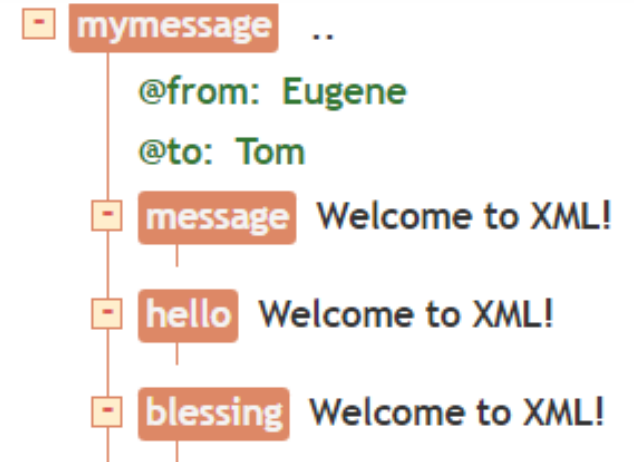 - mymessage ..
@from: Eugene
@to: Tom
- message Welcome to XML!
- hello Welcome to XML!
- blessing Welcome to XML!